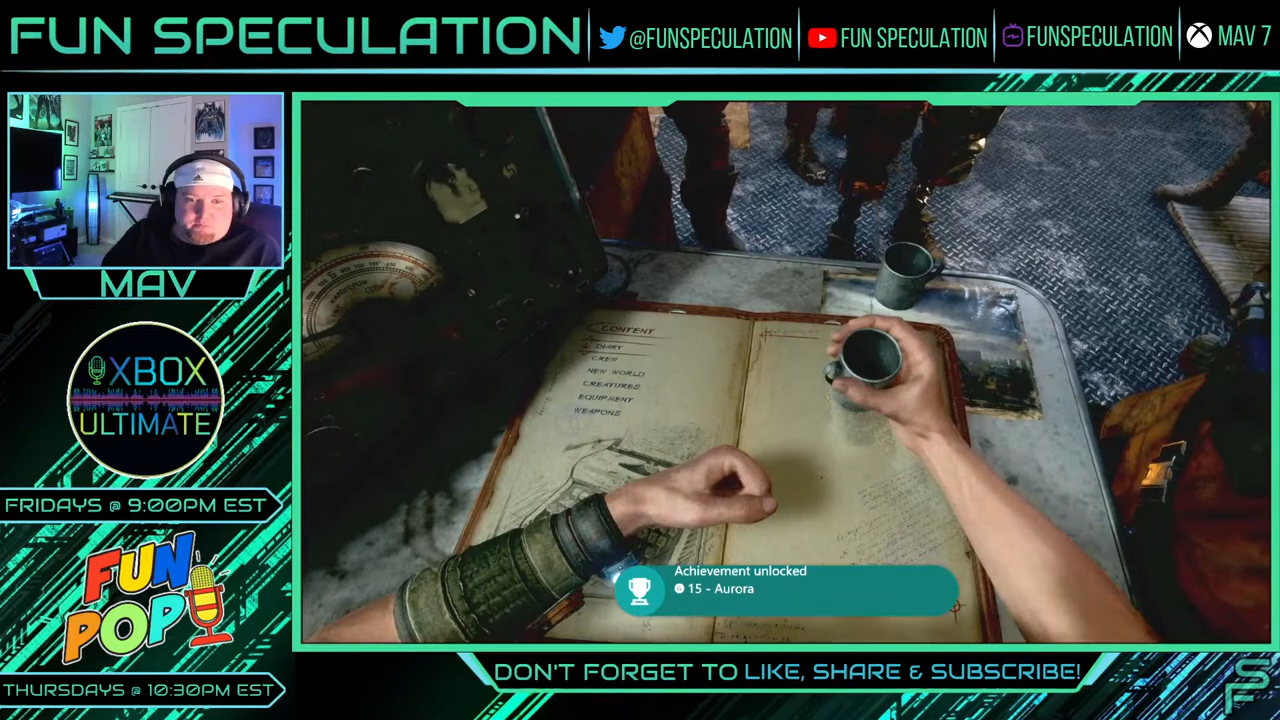 FUN SPECULATION
@FUNSPECULATION
FUN SPECULATION
FUNSPECULATION
MAV 7
MAV
XBOX
ULTIMATE
FRIDAYS @ 9:00PM EST
FUN
POP
THURSDAYS @ 10:30PM EST
CONTENT
DIARY
CREW
NEW WORLD
CREATURES
EQUIPMENT
WEAPONS
Achievement unlocked
15 - Aurora
DON'T FORGET TO LIKE, SHARE & SUBSCRIBE!
SF